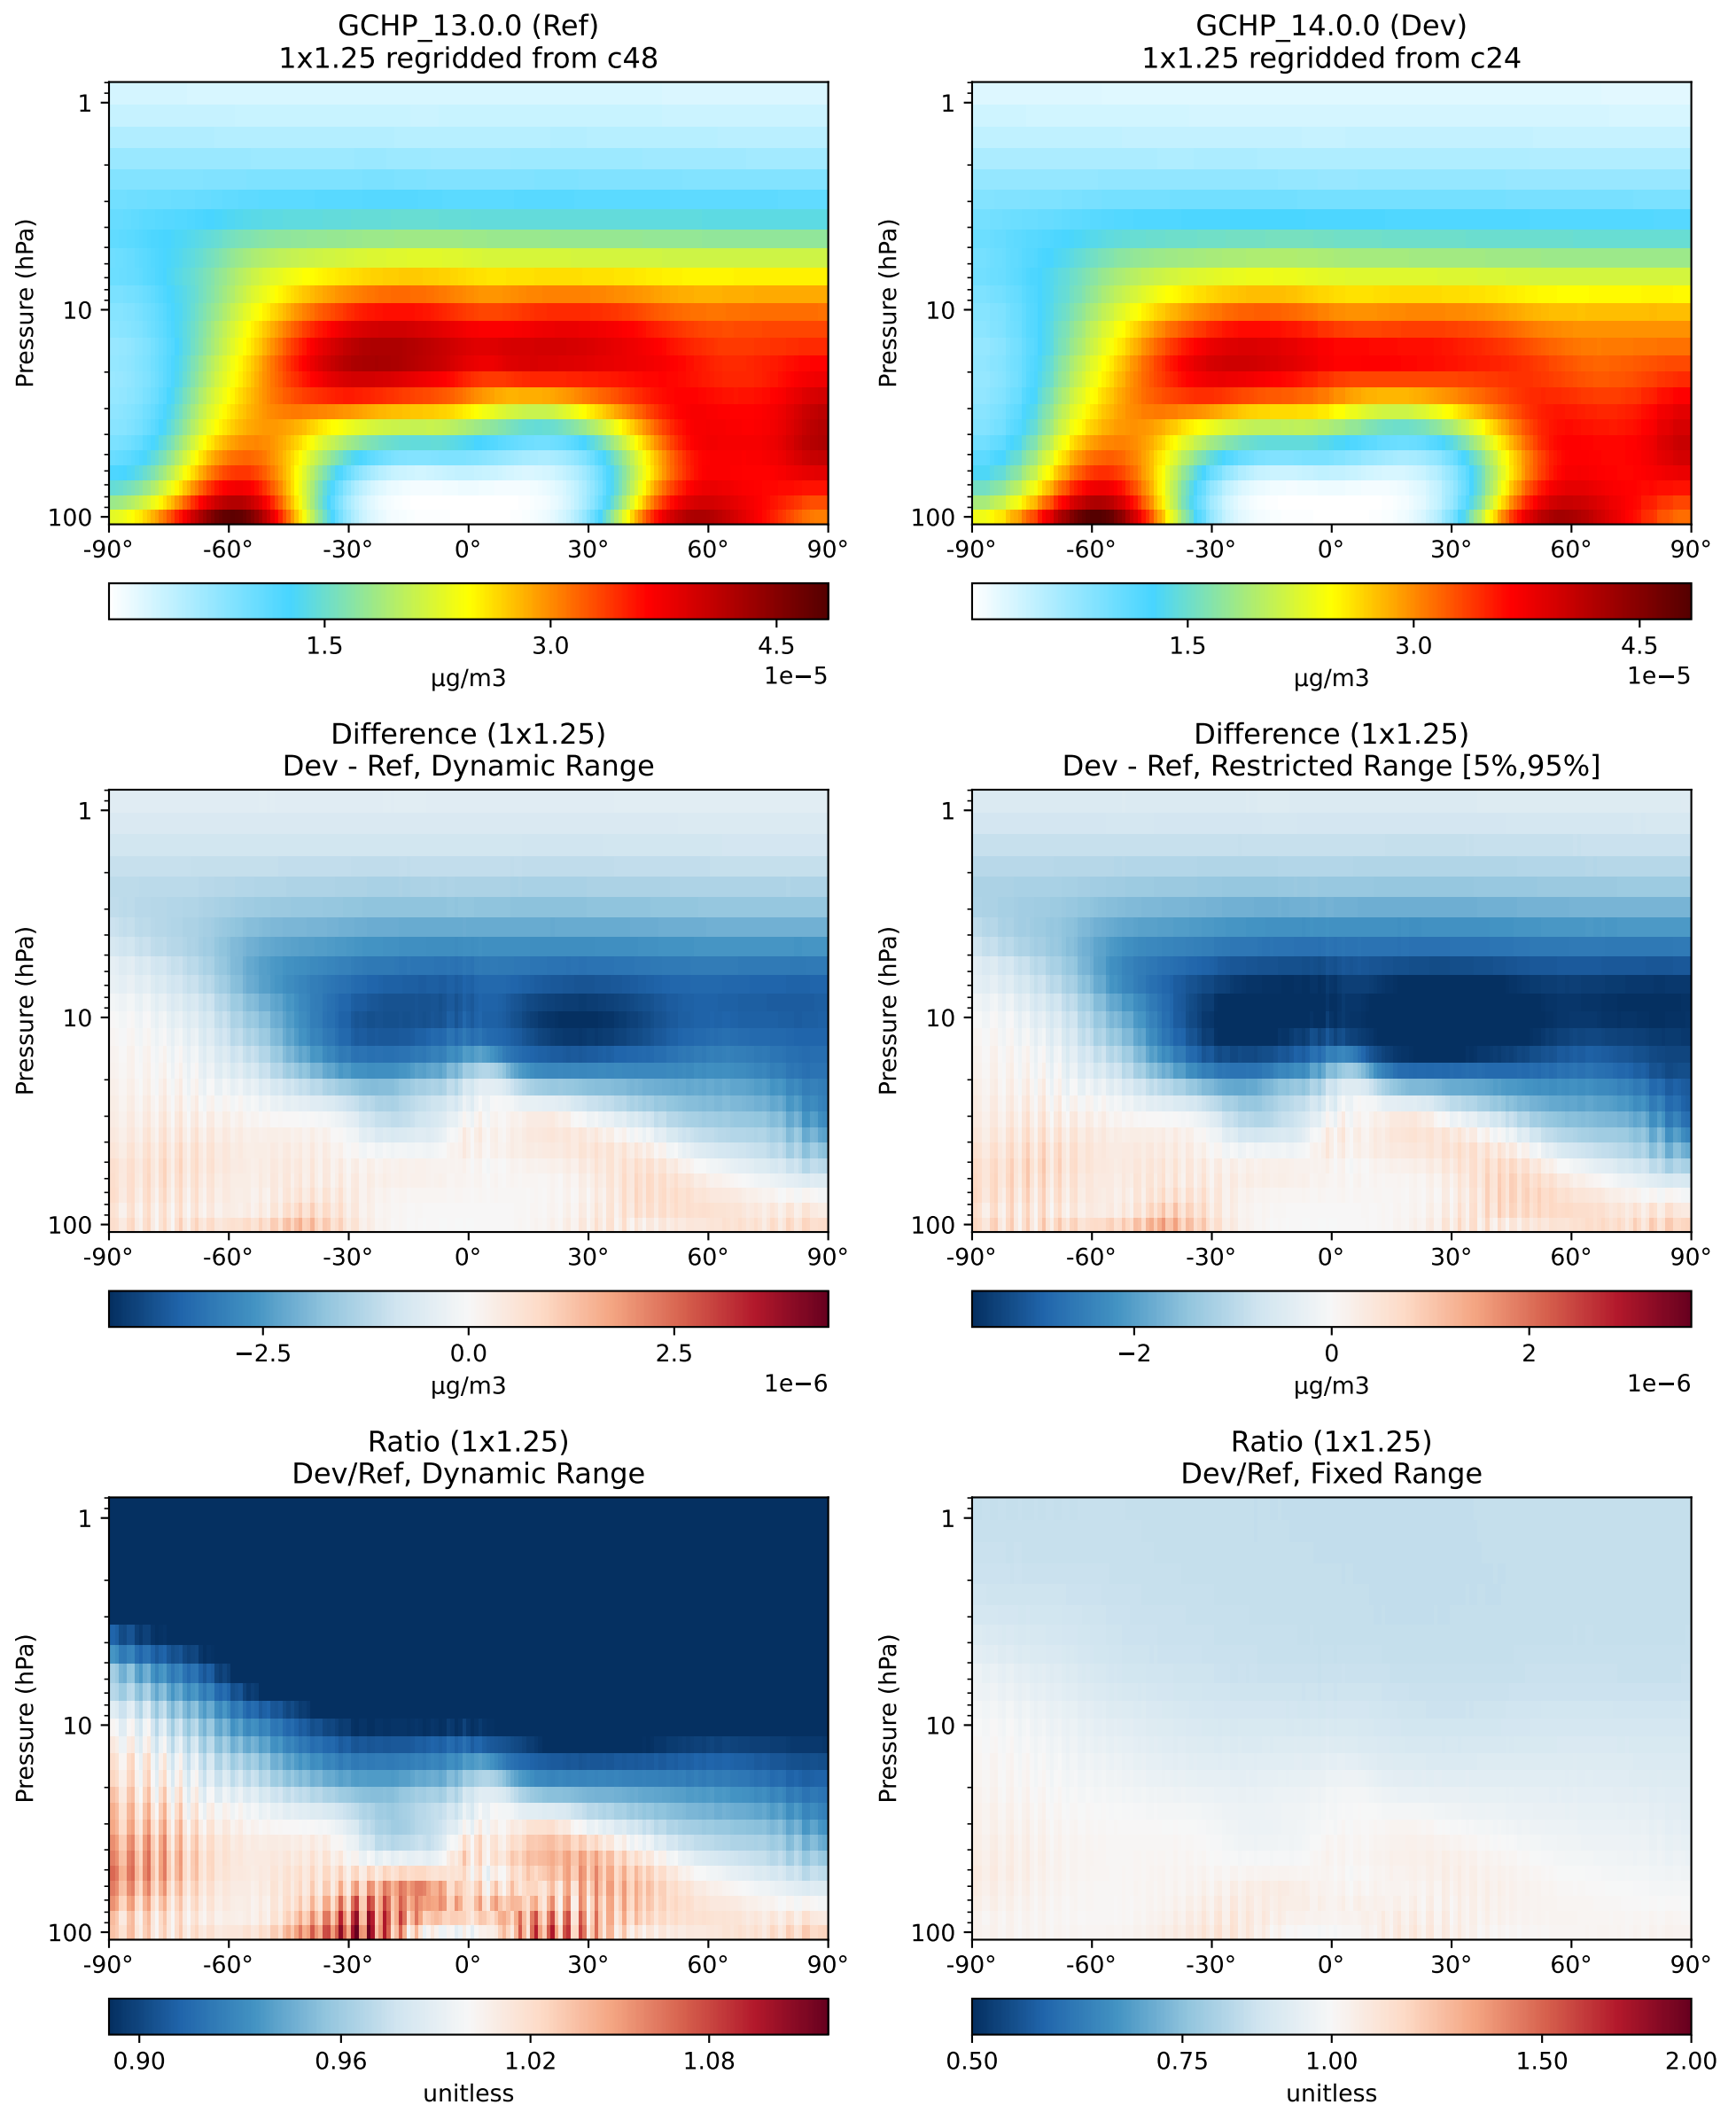 GCHP_13.0.0 (Ref)
1x1.25 regridded from c48
Pressure (hPa)
1
10
100
-90° -60° -30° 0° 30° 60° 90°
1.5 3.0 4.5
µg/m3
1e−5
GCHP_14.0.0 (Dev)
1x1.25 regridded from c24
Pressure (hPa)
1
10
100
-90° -60° -30° 0° 30° 60° 90°
1.5 3.0 4.5
µg/m3
1e−5
Difference (1x1.25)
Dev - Ref, Dynamic Range
Pressure (hPa)
1
10
100
-90° -60° -30° 0° 30° 60° 90°
−2.5 0.0 2.5
µg/m3
1e−6
Difference (1x1.25)
Dev - Ref, Restricted Range [5%,95%]
Pressure (hPa)
1
10
100
-90° -60° -30° 0° 30° 60° 90°
−2 0 2
µg/m3
1e−6
Ratio (1x1.25)
Dev/Ref, Dynamic Range
Pressure (hPa)
1
10
100
-90° -60° -30° 0° 30° 60° 90°
0.90 0.96 1.02 1.08
unitless
Ratio (1x1.25)
Dev/Ref, Fixed Range
Pressure (hPa)
1
10
100
-90° -60° -30° 0° 30° 60° 90°
0.50 0.75 1.00 1.50 2.00
unitless